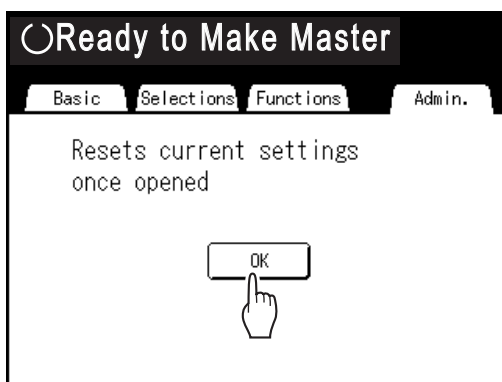 Ready to Make Master
Basic Selections Functions Admin.
Resets current settings
once opened
OK